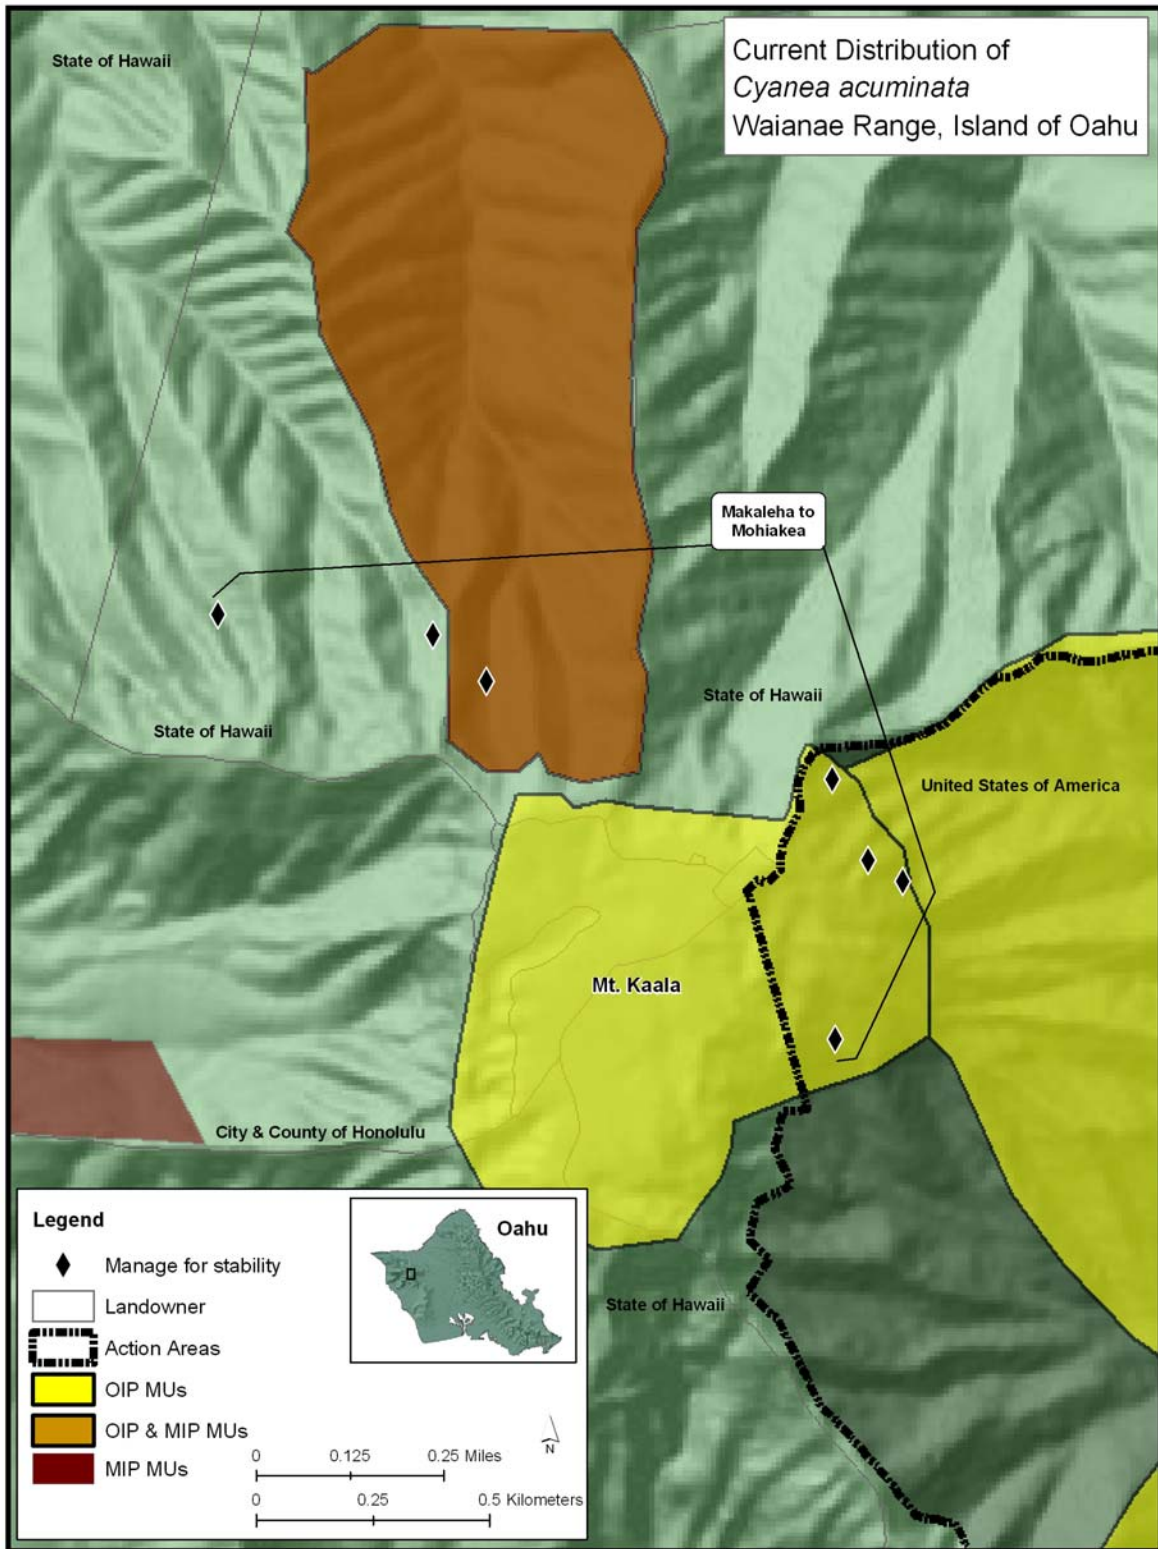 Current Distribution of
Cyanea acuminata
Waianae Range, Island of Oahu
State of Hawaii
Makaleha to
Mohiakea
State of Hawaii
State of Hawaii
United States of America
Mt. Kaala
City & County of Honolulu
State of Hawaii
Legend
Manage for stability
Landowner
Action Areas
OIP MUs
OIP & MIP MUs
MIP MUs
Oahu
N
0 0.125 0.25 Miles
0 0.25 0.5 Kilometers